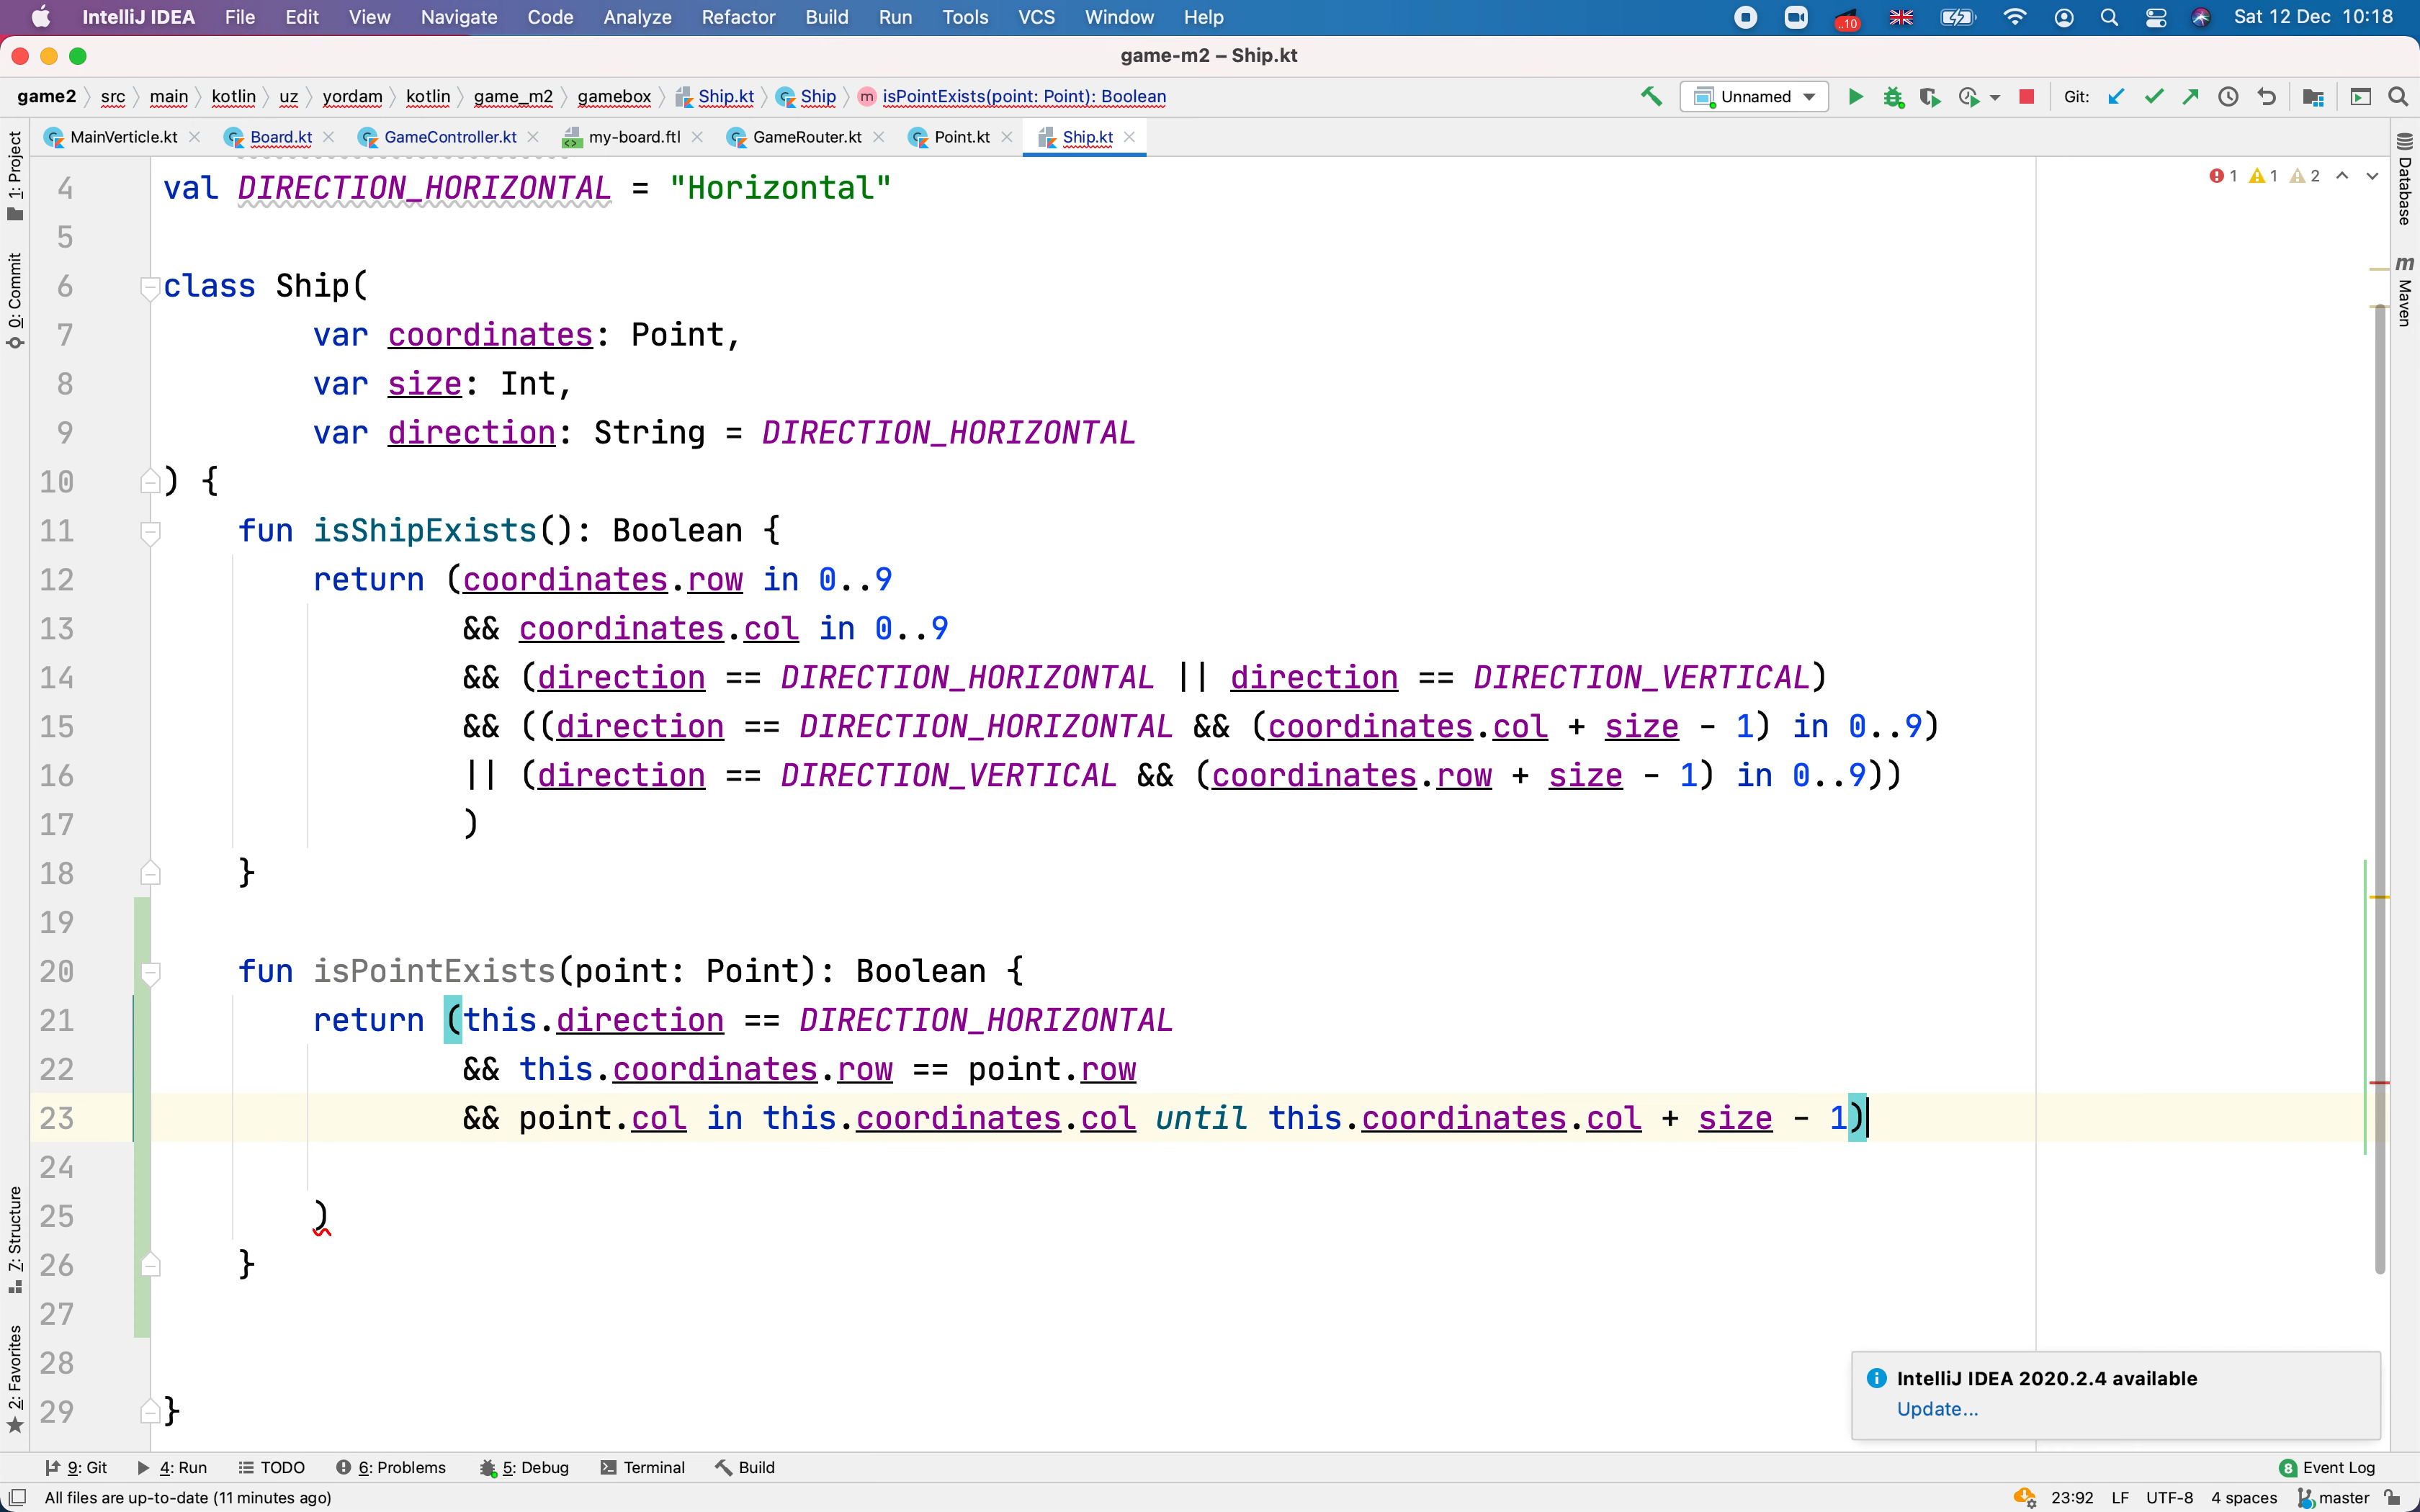 IntelliJ IDEA File Edit View Navigate Code Analyze Refactor Build Run Tools VCS Window Help ..10 Sat 12 Dec 10:18
game-m2 – Ship.kt
game2 src main kotlin uz yordam kotlin game_m2 gamebox Ship.kt Ship m isPointExists(point: Point): Boolean Unnamed Git:
MainVerticle.kt Board.kt GameController.kt my-board.ftl GameRouter.kt Point.kt Ship.kt
1: Project
0: Commit
7: Structure
2: Favorites
1 1 2
4 val DIRECTION_HORIZONTAL = "Horizontal"
5
6 class Ship(
7 var coordinates: Point,
8 var size: Int,
9 var direction: String = DIRECTION_HORIZONTAL
10 ) {
11 fun isShipExists(): Boolean {
12 return (coordinates.row in 0..9
13 && coordinates.col in 0..9
14 && (direction == DIRECTION_HORIZONTAL || direction == DIRECTION_VERTICAL)
15 && ((direction == DIRECTION_HORIZONTAL && (coordinates.col + size - 1) in 0..9)
16 || (direction == DIRECTION_VERTICAL && (coordinates.row + size - 1) in 0..9))
17 )
18 }
19
20 fun isPointExists(point: Point): Boolean {
21 return (this.direction == DIRECTION_HORIZONTAL
22 && this.coordinates.row == point.row
23 && point.col in this.coordinates.col until this.coordinates.col + size - 1)
24
25 )
26 }
27
28
29 }
Database
m Maven
IntelliJ IDEA 2020.2.4 available
Update...
9: Git 4: Run TODO 6: Problems 5: Debug Terminal Build 8 Event Log
All files are up-to-date (11 minutes ago) 23:92 LF UTF-8 4 spaces master